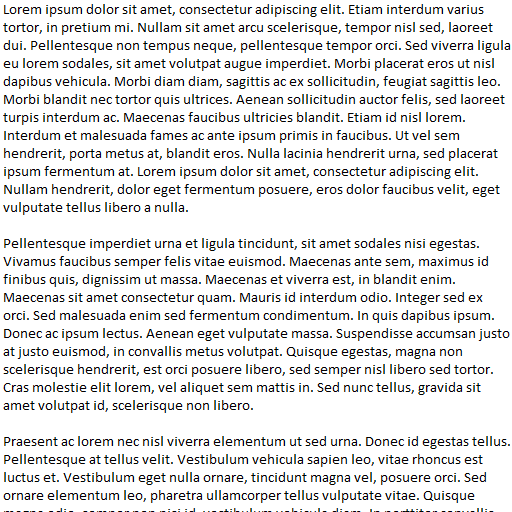 Lorem ipsum dolor sit amet, consectetur adipiscing elit. Etiam interdum varius
tortor, in pretium mi. Nullam sit amet arcu scelerisque, tempor nisl sed, laoreet
dui. Pellentesque non tempus neque, pellentesque tempor orci. Sed viverra ligula
eu lorem sodales, sit amet volutpat augue imperdiet. Morbi placerat eros ut nisl
dapibus vehicula. Morbi diam diam, sagittis ac ex sollicitudin, feugiat sagittis leo.
Morbi blandit nec tortor quis ultrices. Aenean sollicitudin auctor felis, sed laoreet
turpis interdum ac. Maecenas faucibus ultricies blandit. Etiam id nisl lorem.
Interdum et malesuada fames ac ante ipsum primis in faucibus. Ut vel sem
hendrerit, porta metus at, blandit eros. Nulla lacinia hendrerit urna, sed placerat
ipsum fermentum at. Lorem ipsum dolor sit amet, consectetur adipiscing elit.
Nullam hendrerit, dolor eget fermentum posuere, eros dolor faucibus velit, eget
vulputate tellus libero a nulla.
Pellentesque imperdiet urna et ligula tincidunt, sit amet sodales nisi egestas.
Vivamus faucibus semper felis vitae euismod. Maecenas ante sem, maximus id
finibus quis, dignissim ut massa. Maecenas et viverra est, in blandit enim.
Maecenas sit amet consectetur quam. Mauris id interdum odio. Integer sed ex
orci. Sed malesuada enim sed fermentum condimentum. In quis dapibus ipsum.
Donec ac ipsum lectus. Aenean eget vulputate massa. Suspendisse accumsan justo
at justo euismod, in convallis metus volutpat. Quisque egestas, magna non
scelerisque hendrerit, est orci posuere libero, sed semper nisl libero sed tortor.
Cras molestie elit lorem, vel aliquet sem mattis in. Sed nunc tellus, gravida sit
amet volutpat id, scelerisque non libero.
Praesent ac lorem nec nisl viverra elementum ut sed urna. Donec id egestas tellus.
Pellentesque at tellus velit. Vestibulum vehicula sapien leo, vitae rhoncus est
luctus et. Vestibulum eget nulla ornare, tincidunt magna vel, posuere orci. Sed
ornare elementum leo, pharetra ullamcorper tellus vulputate vitae. Quisque